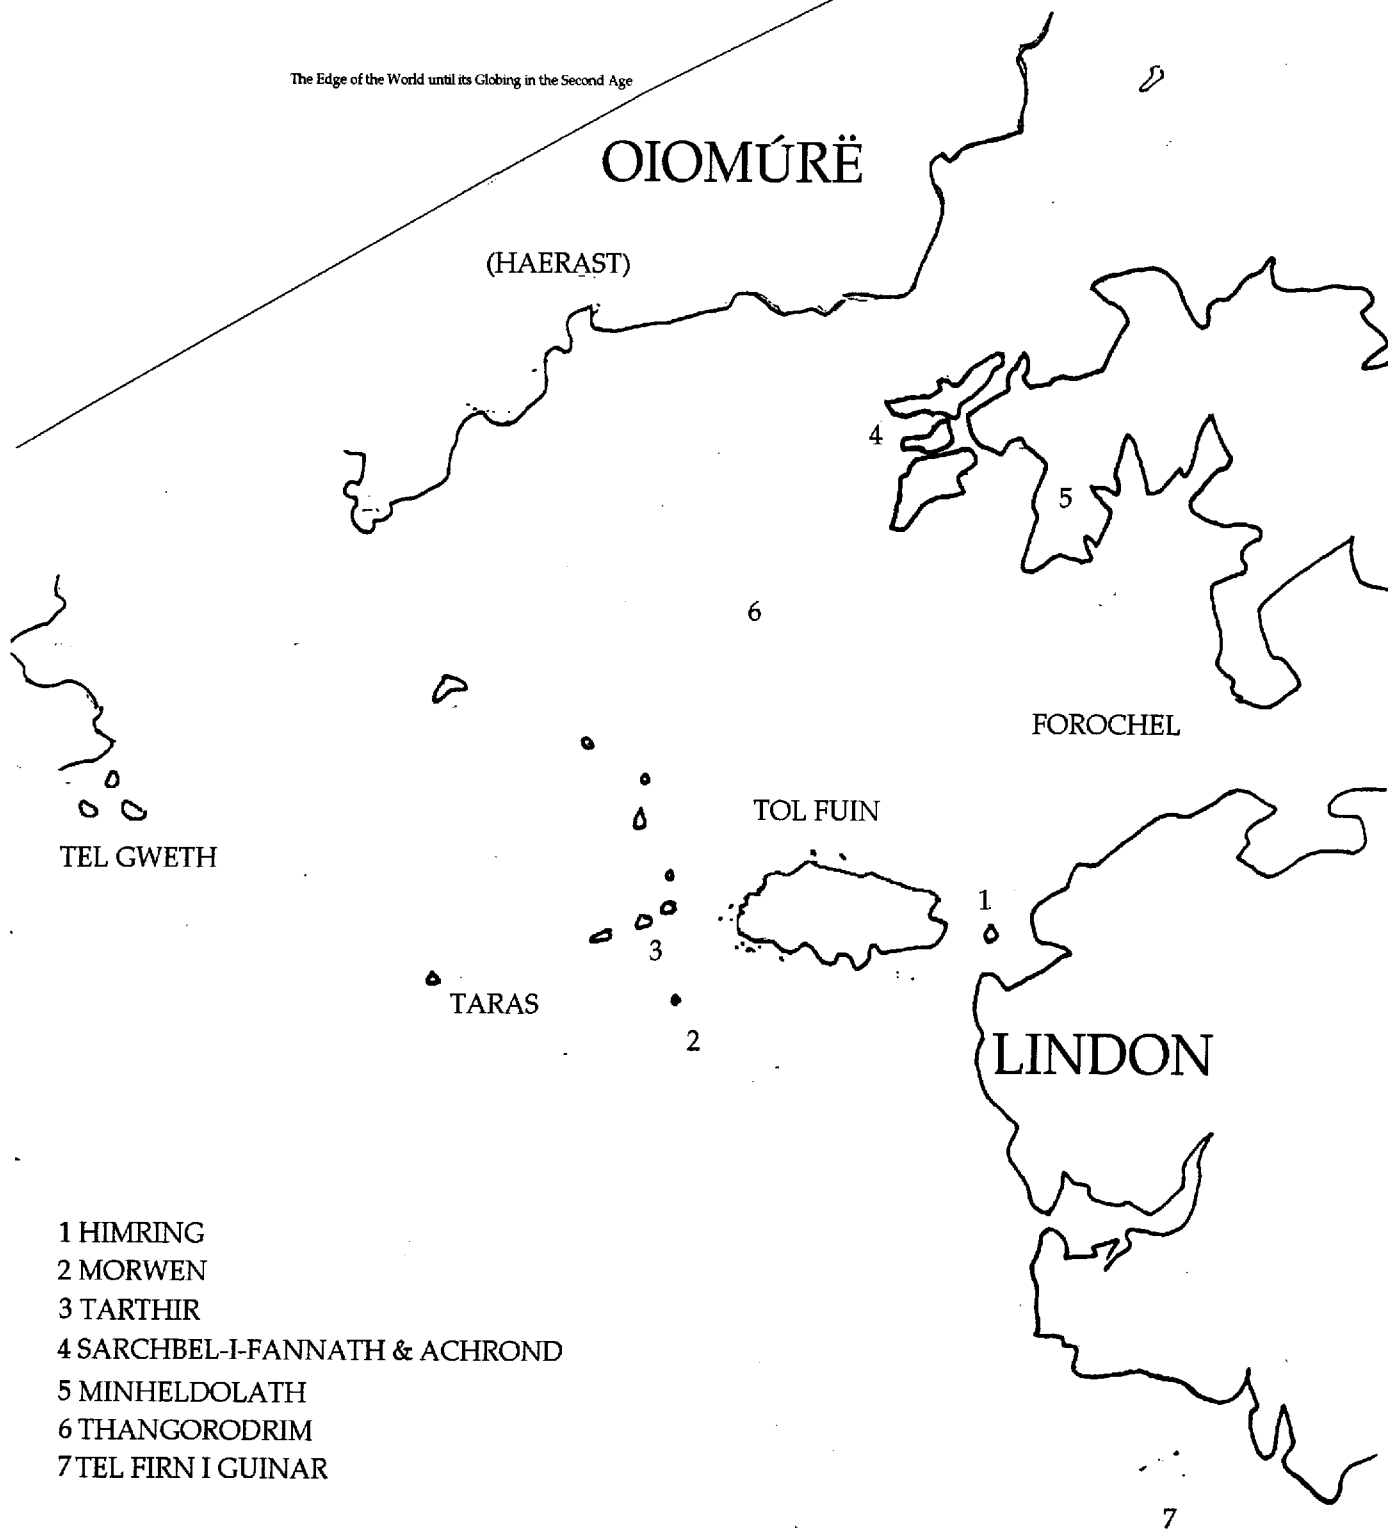 The Edge of the World until its Globing in the Second Age
OIOMÚRË
(HAERAST)
4
5
6
FOROCHEL
TOL FUIN
TEL GWETH
1
3
TARAS
2
LINDON
1 HIMRING
2 MORWEN
3 TARTHIR
4 SARCHBEL-I-FANNATH & ACHROND
5 MINHELDOLATH
6 THANGORODRIM
7 TEL FIRN I GUINAR
7